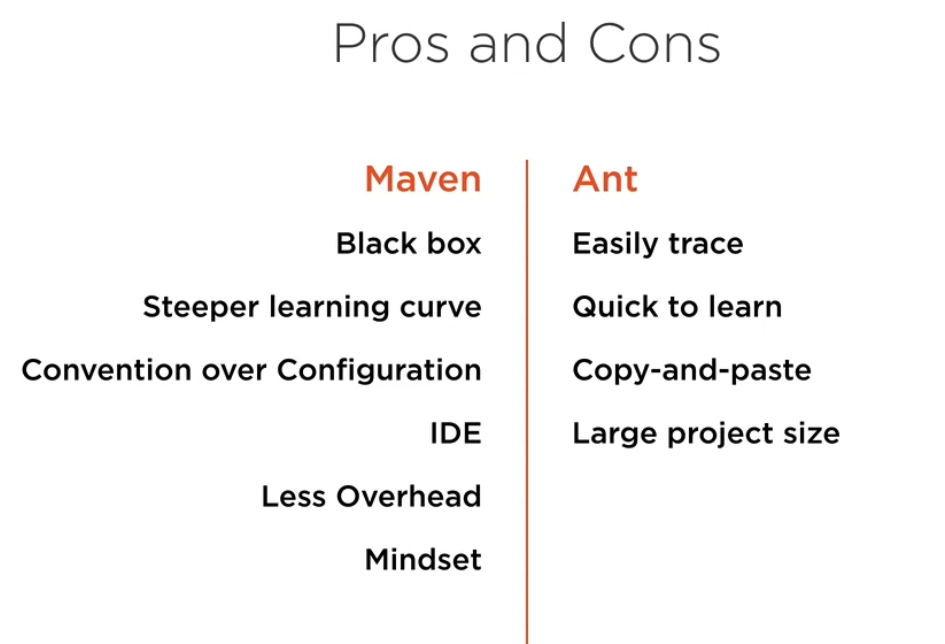 Pros and Cons
Maven
Black box
Steeper learning curve
Convention over Configuration
IDE
Less Overhead
Mindset
Ant
Easily trace
Quick to learn
Copy-and-paste
Large project size